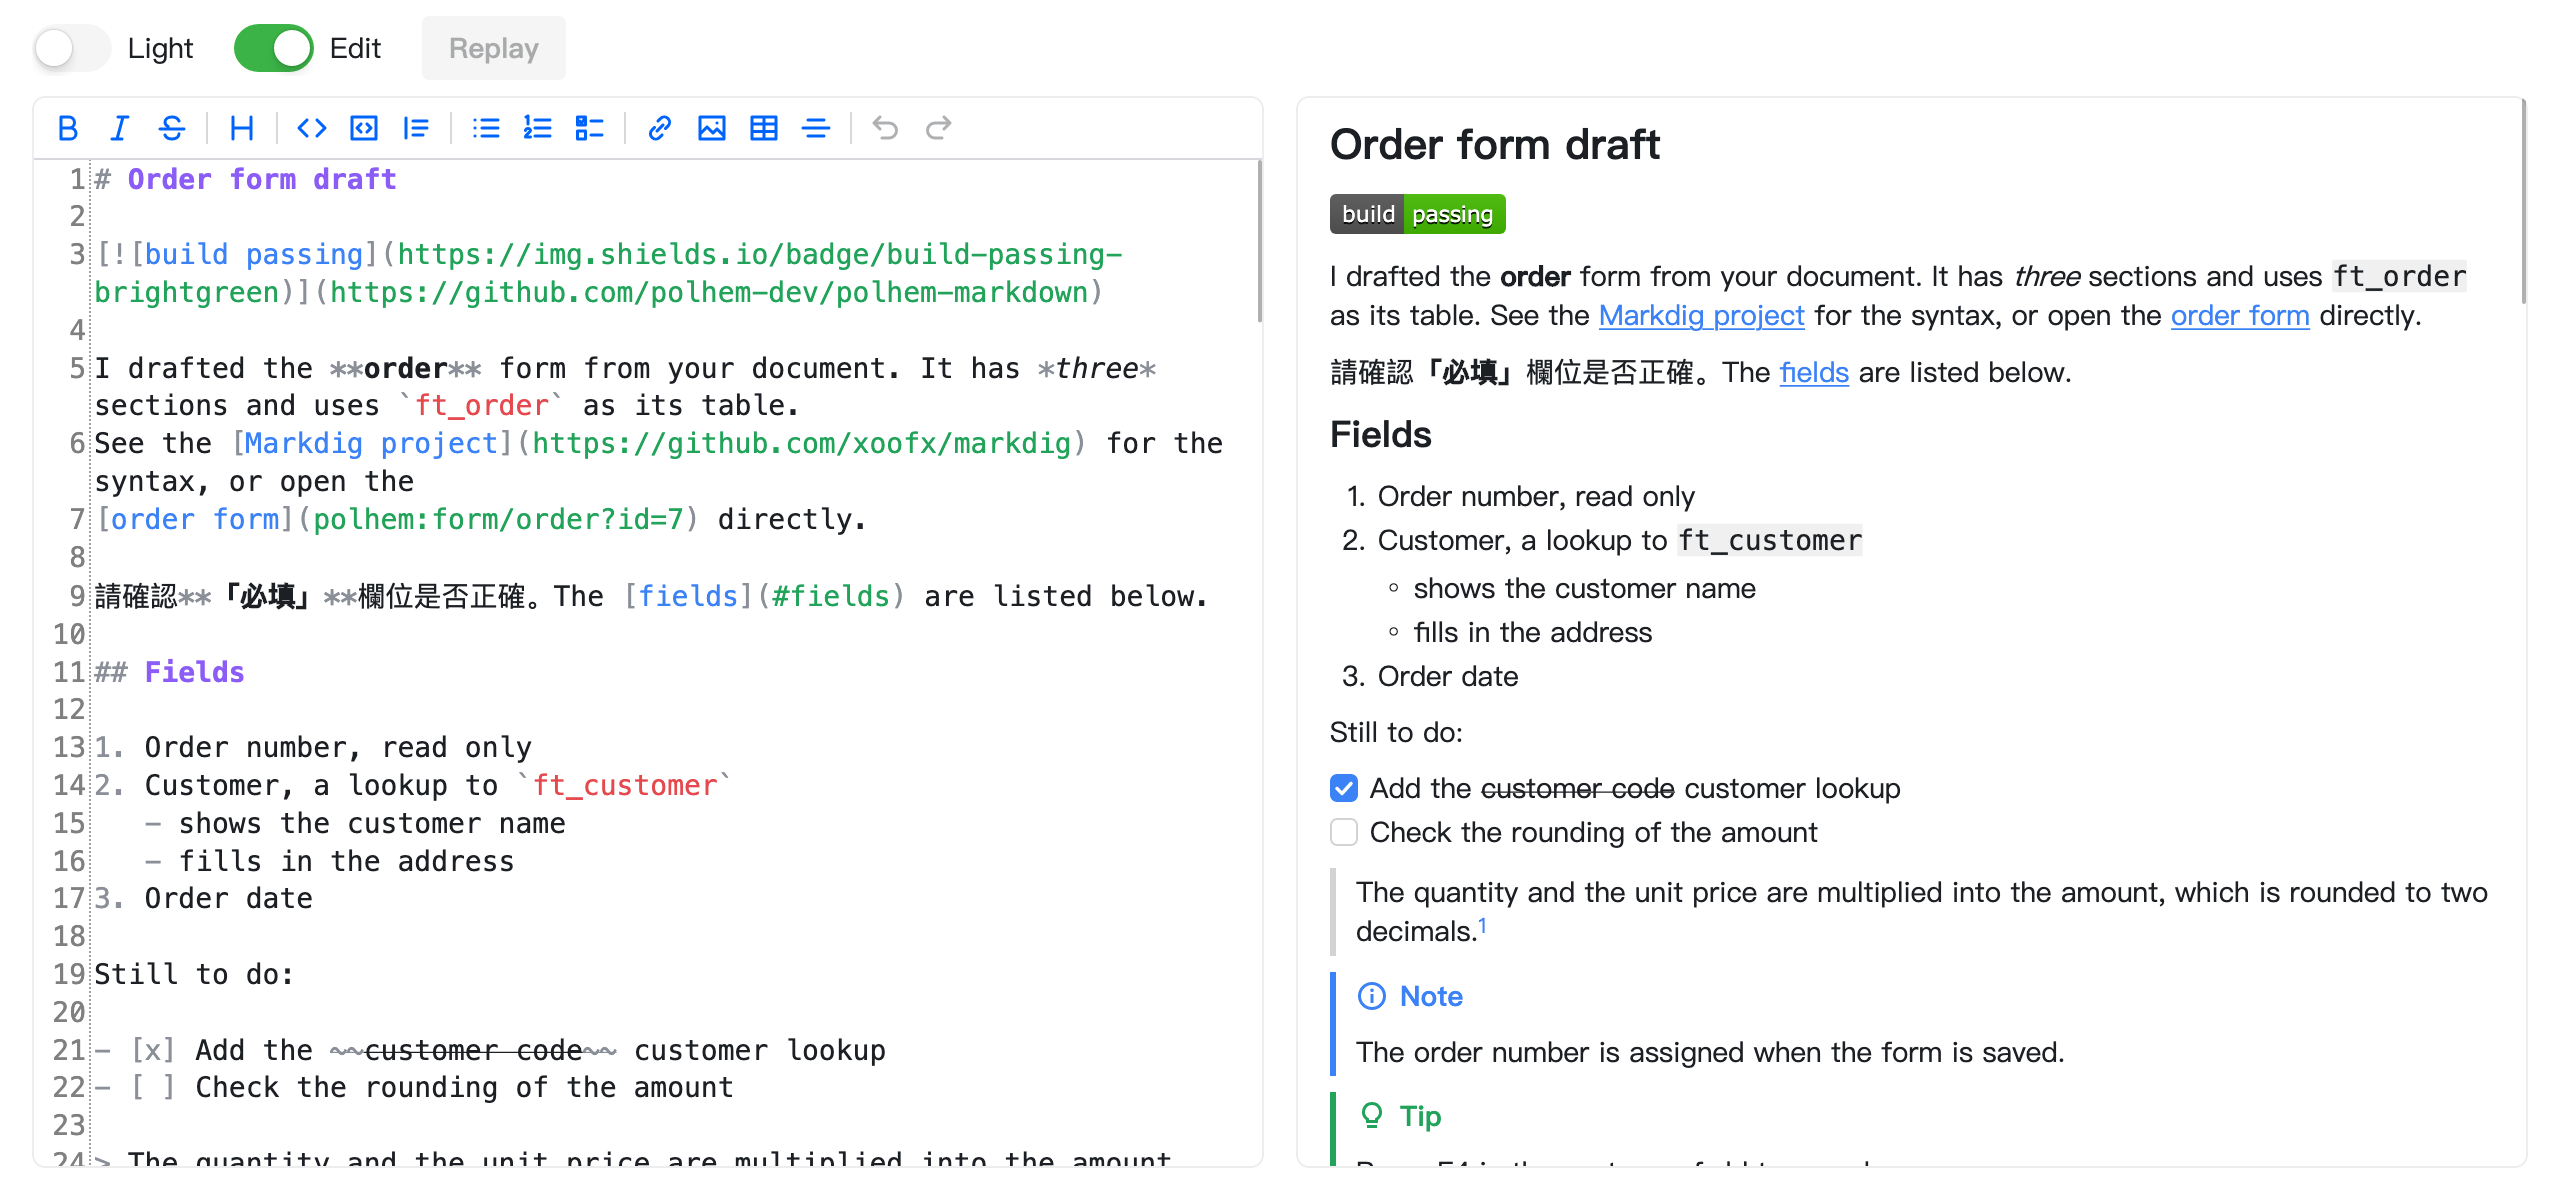 Light Edit Replay
1 # Order form draft
2
3 [![build passing](https://img.shields.io/badge/build-passing-
brightgreen)](https://github.com/polhem-dev/polhem-markdown)
4
5 I drafted the **order** form from your document. It has *three*
sections and uses `ft_order` as its table.
6 See the [Markdig project](https://github.com/xoofx/markdig) for the
syntax, or open the
7 [order form](polhem:form/order?id=7) directly.
8
9 請確認**「必填」**欄位是否正確。The [fields](#fields) are listed below.
10
11 ## Fields
12
13 1. Order number, read only
14 2. Customer, a lookup to `ft_customer`
15 - shows the customer name
16 - fills in the address
17 3. Order date
18
19 Still to do:
20
21 - [x] Add the ~~customer code~~ customer lookup
22 - [ ] Check the rounding of the amount
23
24 > The quantity and the unit price are multiplied into the amount
Order form draft
build passing
I drafted the order form from your document. It has three sections and uses ft_order
as its table. See the Markdig project for the syntax, or open the order form directly.
請確認「必填」欄位是否正確。The fields are listed below.
Fields
1. Order number, read only
2. Customer, a lookup to ft_customer
◦ shows the customer name
◦ fills in the address
3. Order date
Still to do:
Add the customer code customer lookup
Check the rounding of the amount
The quantity and the unit price are multiplied into the amount, which is rounded to two
decimals.1
Note
The order number is assigned when the form is saved.
Tip